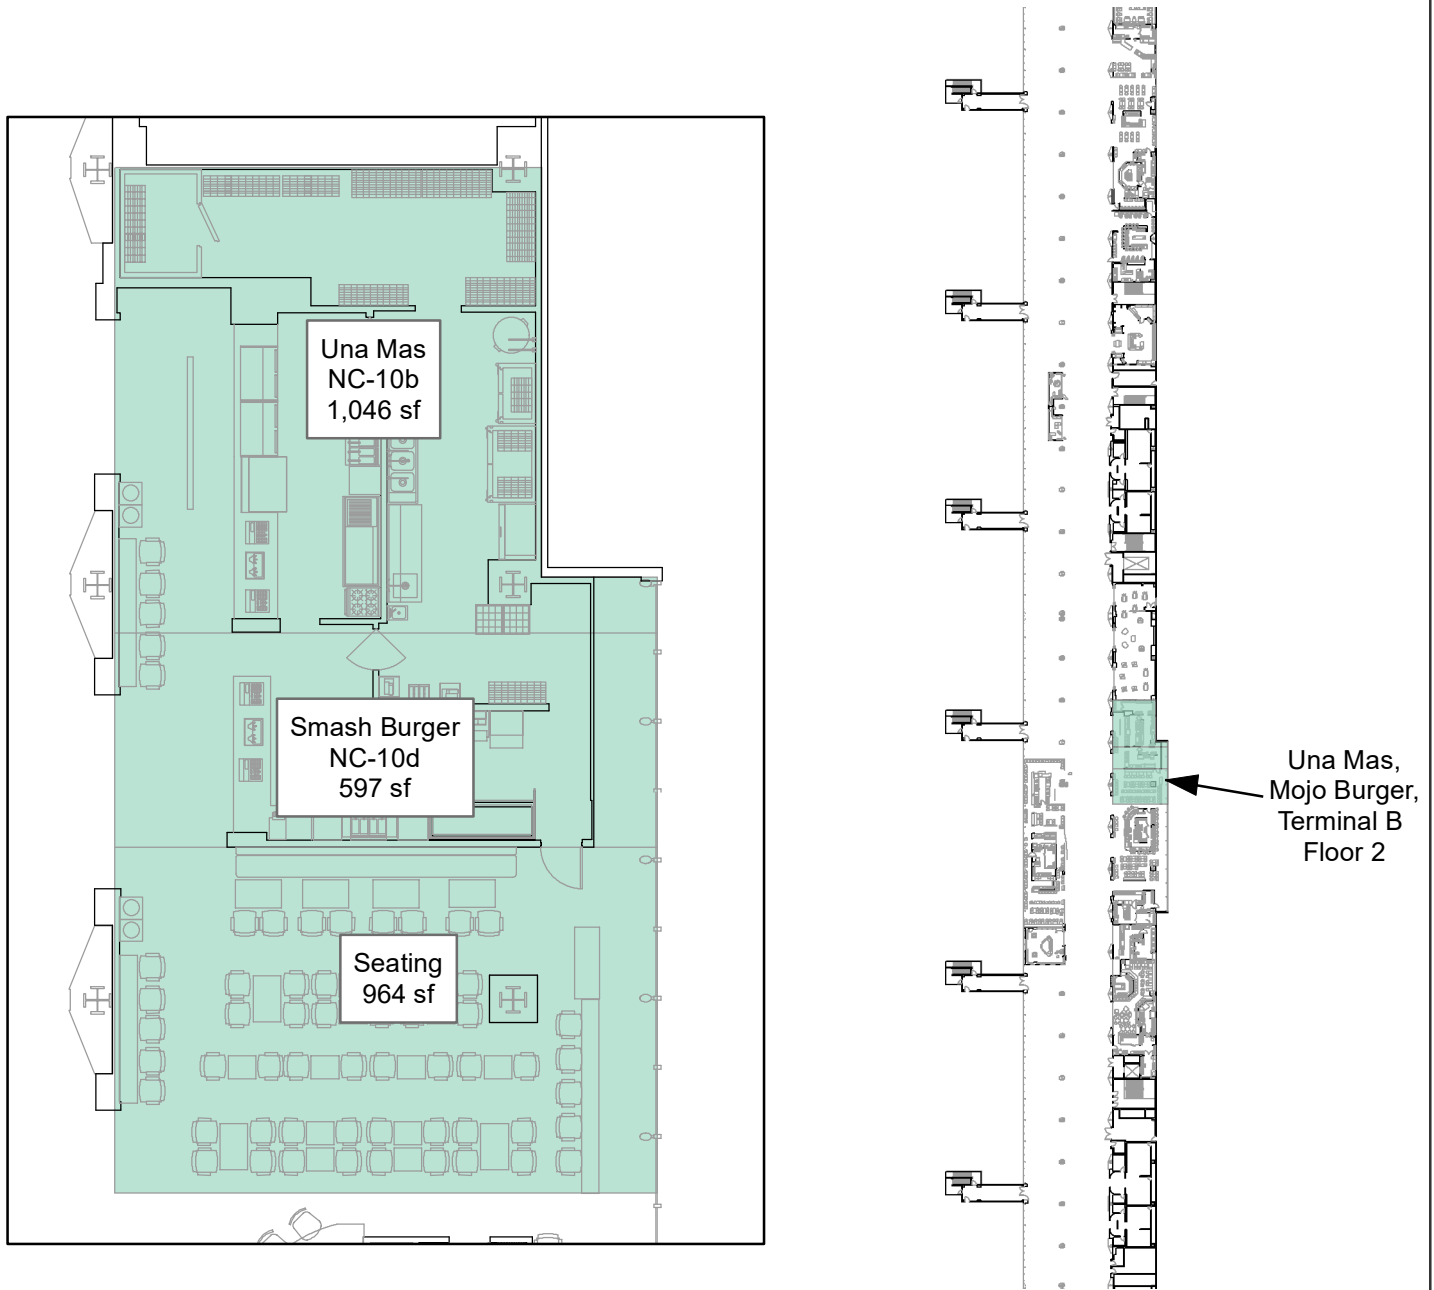 Una Mas
NC-10b
1,046 sf
Smash Burger
NC-10d
597 sf
Seating
964 sf
Una Mas,
Mojo Burger,
Terminal B
Floor 2